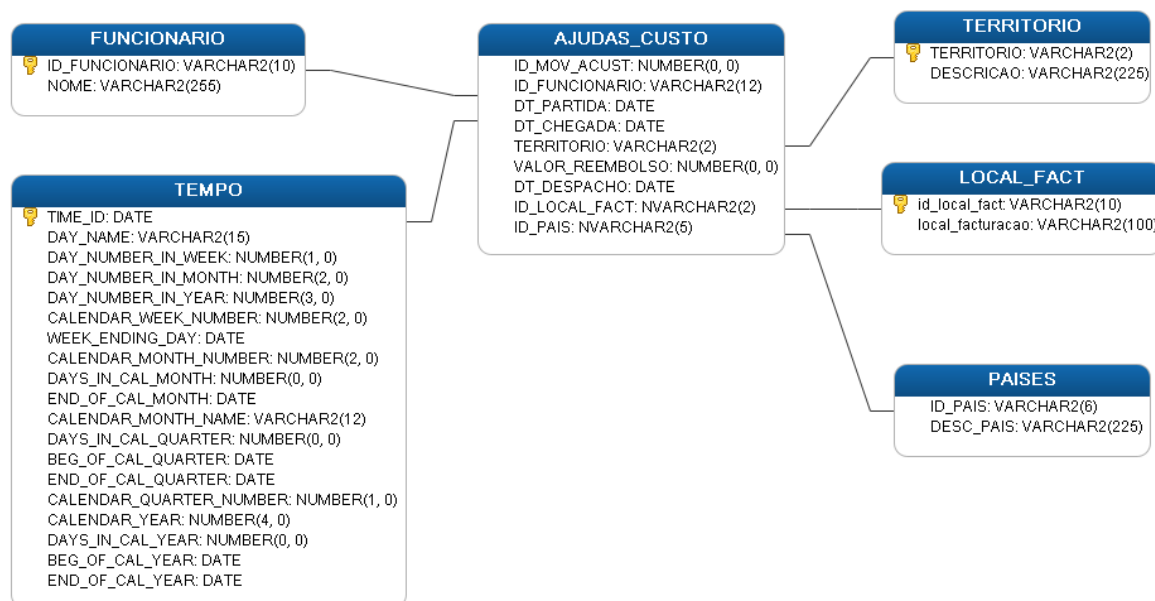 FUNCIONARIO
ID_FUNCIONARIO: VARCHAR2(10)
NOME: VARCHAR2(255)
TEMPO
TIME_ID: DATE
DAY_NAME: VARCHAR2(15)
DAY_NUMBER_IN_WEEK: NUMBER(1, 0)
DAY_NUMBER_IN_MONTH: NUMBER(2, 0)
DAY_NUMBER_IN_YEAR: NUMBER(3, 0)
CALENDAR_WEEK_NUMBER: NUMBER(2, 0)
WEEK_ENDING_DAY: DATE
CALENDAR_MONTH_NUMBER: NUMBER(2, 0)
DAYS_IN_CAL_MONTH: NUMBER(0, 0)
END_OF_CAL_MONTH: DATE
CALENDAR_MONTH_NAME: VARCHAR2(12)
DAYS_IN_CAL_QUARTER: NUMBER(0, 0)
BEG_OF_CAL_QUARTER: DATE
END_OF_CAL_QUARTER: DATE
CALENDAR_QUARTER_NUMBER: NUMBER(1, 0)
CALENDAR_YEAR: NUMBER(4, 0)
DAYS_IN_CAL_YEAR: NUMBER(0, 0)
BEG_OF_CAL_YEAR: DATE
END_OF_CAL_YEAR: DATE
AJUDAS_CUSTO
ID_MOV_ACUST: NUMBER(0, 0)
ID_FUNCIONARIO: VARCHAR2(12)
DT_PARTIDA: DATE
DT_CHEGADA: DATE
TERRITORIO: VARCHAR2(2)
VALOR_REEMBOLSO: NUMBER(0, 0)
DT_DESPACHO: DATE
ID_LOCAL_FACT: NVARCHAR2(2)
ID_PAIS: NVARCHAR2(5)
TERRITORIO
TERRITORIO: VARCHAR2(2)
DESCRICAO: VARCHAR2(225)
LOCAL_FACT
id_local_fact: VARCHAR2(10)
local_facturacao: VARCHAR2(100)
PAISES
ID_PAIS: VARCHAR2(6)
DESC_PAIS: VARCHAR2(225)